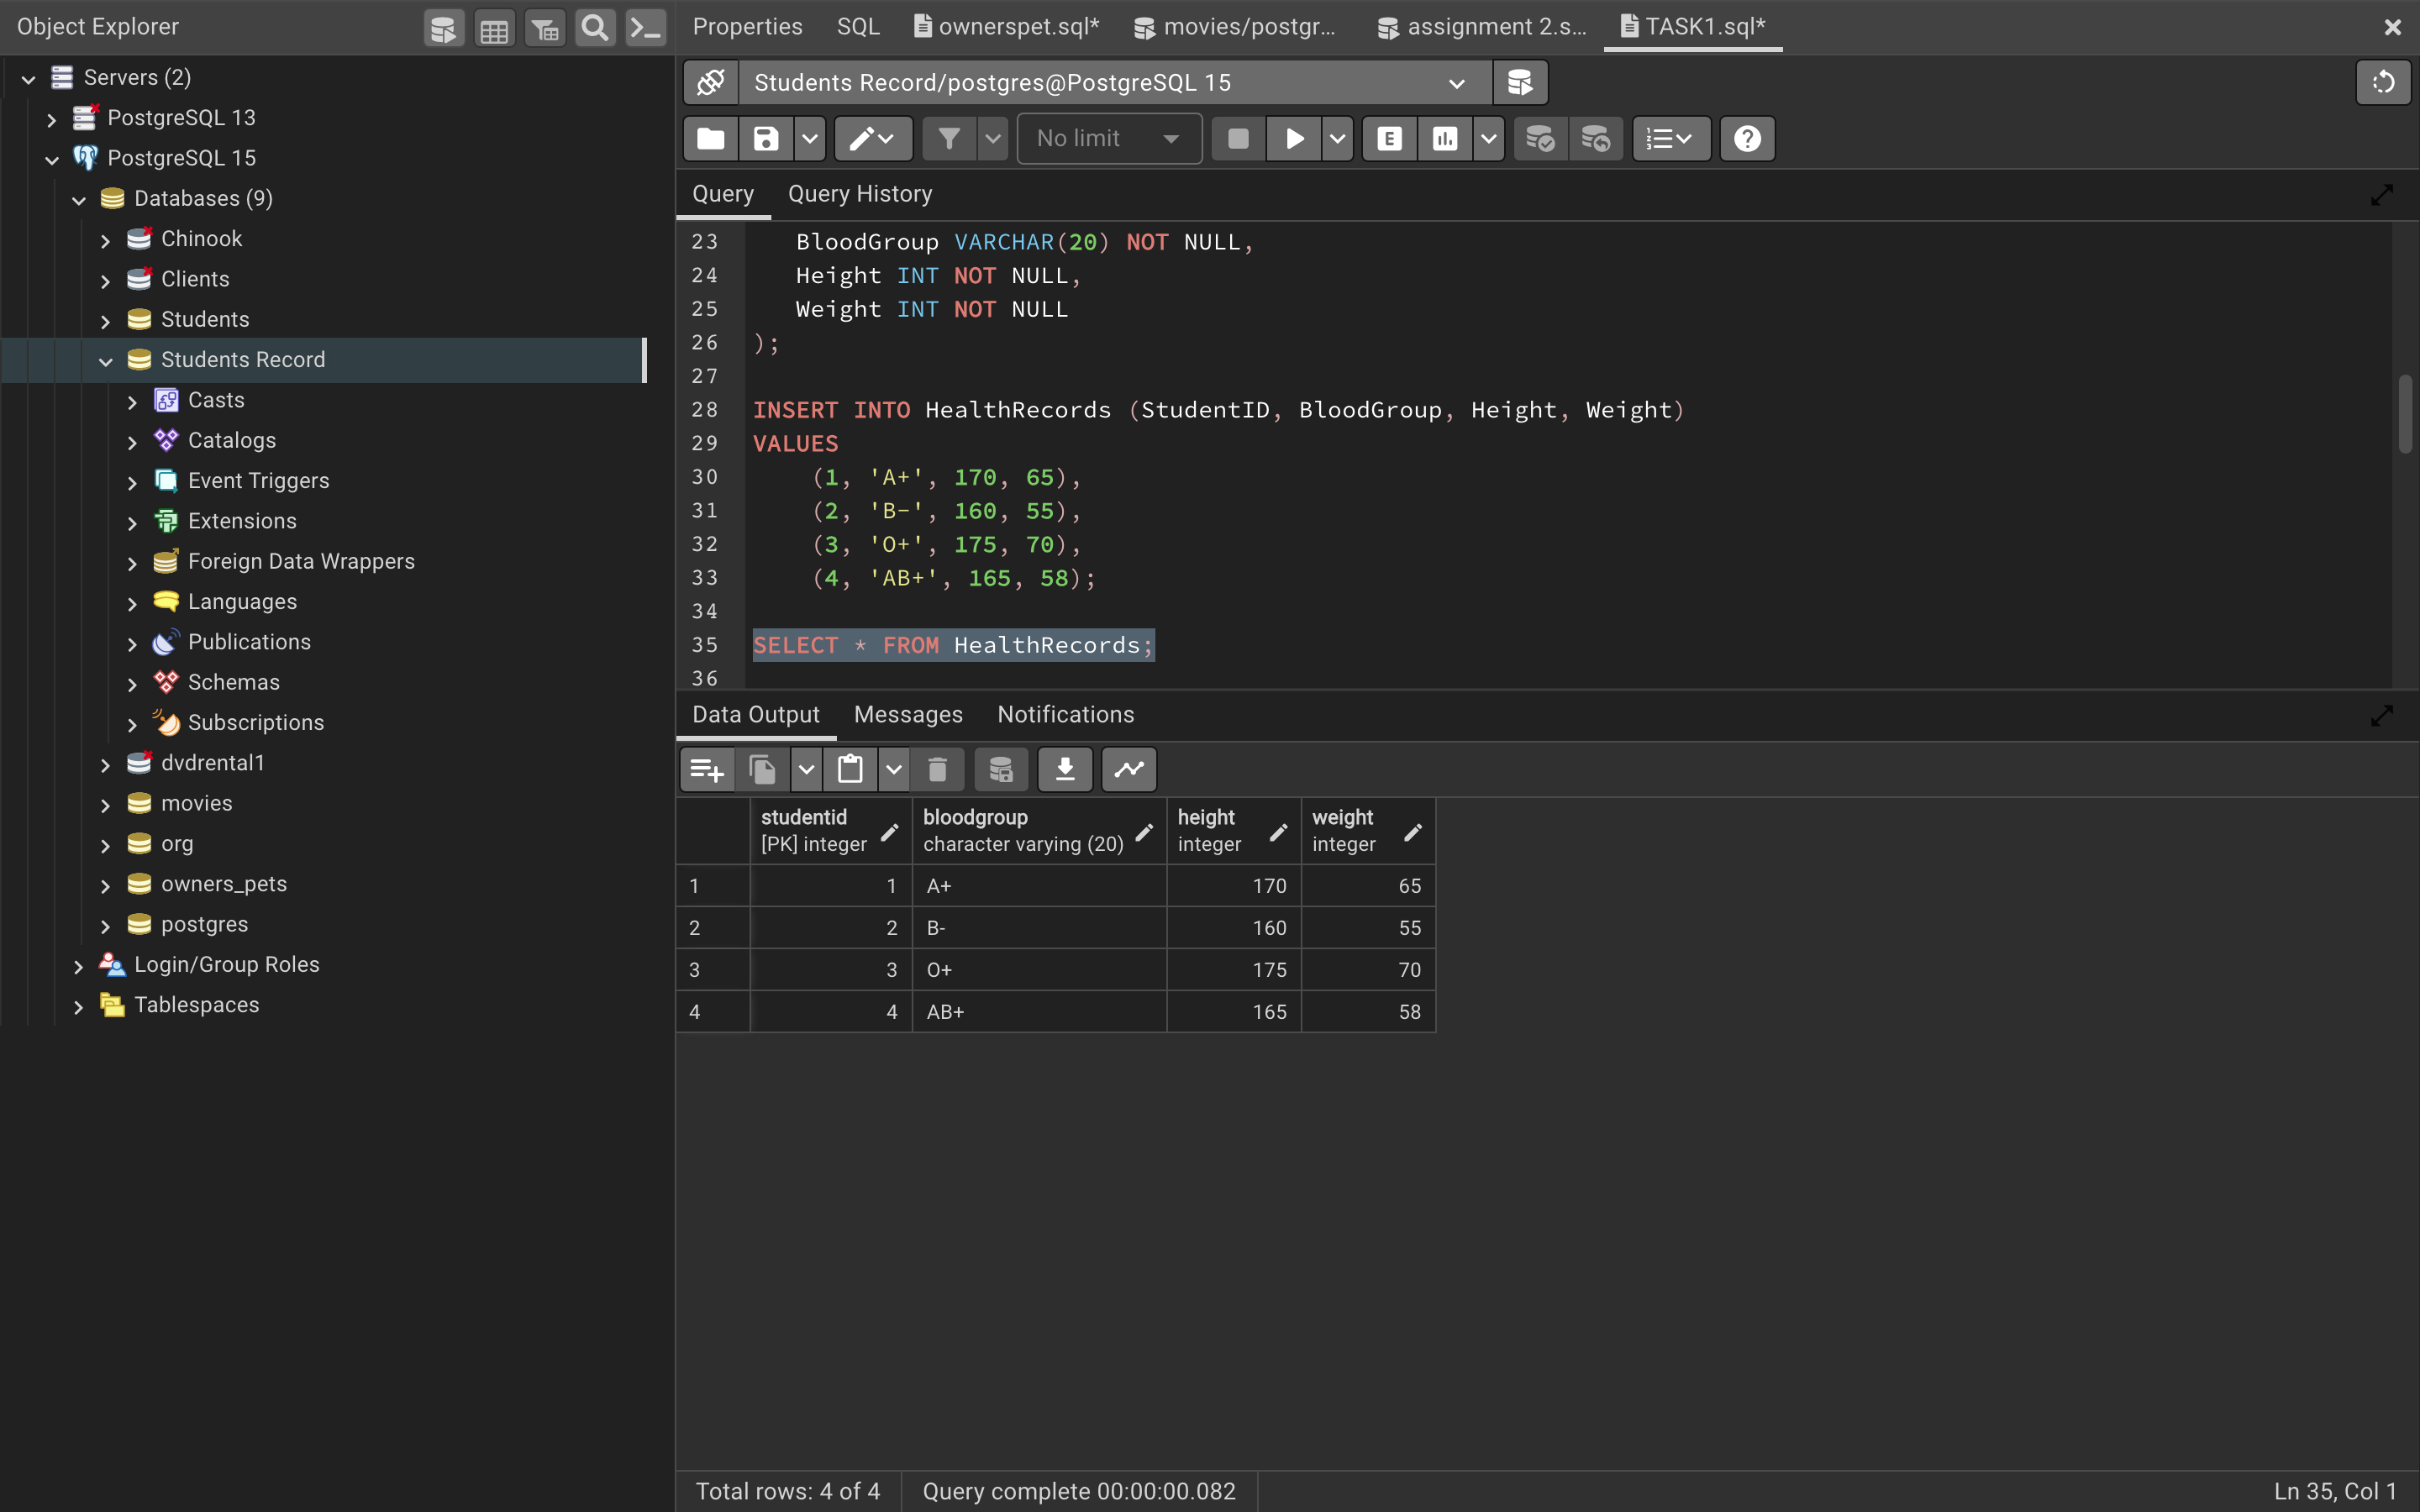 Object Explorer
Servers (2)
PostgreSQL 13
PostgreSQL 15
Databases (9)
Chinook
Clients
Students
Students Record
Casts
Catalogs
Event Triggers
Extensions
Foreign Data Wrappers
Languages
Publications
Schemas
Subscriptions
dvdrental1
movies
org
owners_pets
postgres
Login/Group Roles
Tablespaces
Properties SQL ownerspet.sql* movies/postgr... assignment 2.s... TASK1.sql*
Students Record/postgres@PostgreSQL 15
No limit E
Query Query History
23 BloodGroup VARCHAR(20) NOT NULL,
24 Height INT NOT NULL,
25 Weight INT NOT NULL
26 );
27
28 INSERT INTO HealthRecords (StudentID, BloodGroup, Height, Weight)
29 VALUES
30 (1, 'A+', 170, 65),
31 (2, 'B-', 160, 55),
32 (3, 'O+', 175, 70),
33 (4, 'AB+', 165, 58);
34
35 SELECT * FROM HealthRecords;
36
Data Output Messages Notifications
studentid bloodgroup height weight
[PK] integer character varying (20) integer integer
1 1 A+ 170 65
2 2 B- 160 55
3 3 O+ 175 70
4 4 AB+ 165 58
Total rows: 4 of 4 Query complete 00:00:00.082 Ln 35, Col 1